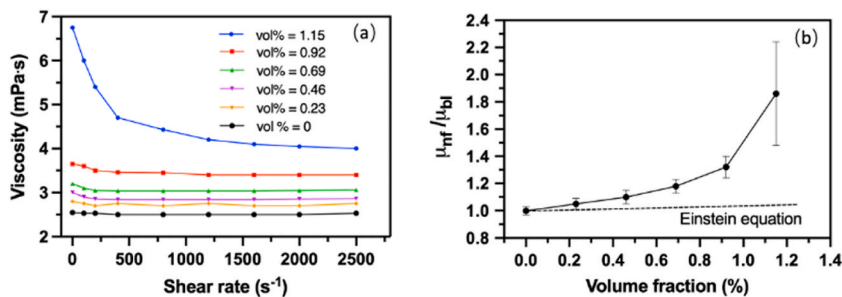 (a)
vol% = 1.15
vol% = 0.92
vol% = 0.69
vol% = 0.46
vol% = 0.23
vol % = 0
Viscosity (mPa·s)
7
6
5
4
3
2
0 500 1000 1500 2000 2500
Shear rate (s⁻¹)
(b)
μnf/μbl
2.4
2.2
2.0
1.8
1.6
1.4
1.2
1.0
0.8
Einstein equation
0.0 0.2 0.4 0.6 0.8 1.0 1.2 1.4
Volume fraction (%)